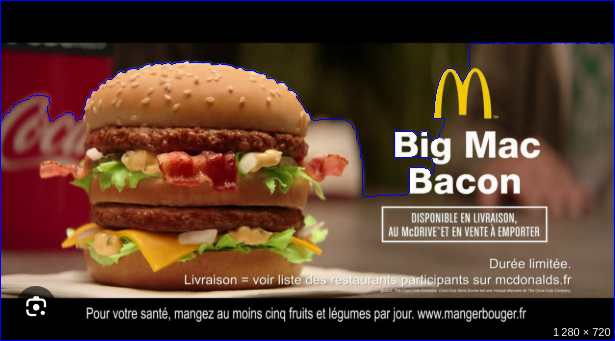 Coca
Big Mac
Bacon
DISPONIBLE EN LIVRAISON,
AU McDRIVE™ ET EN VENTE À EMPORTER
Durée limitée.
Livraison = voir liste des restaurants participants sur mcdonalds.fr
Pour votre santé, mangez au moins cinq fruits et légumes par jour. www.mangerbouger.fr
1 280 × 720